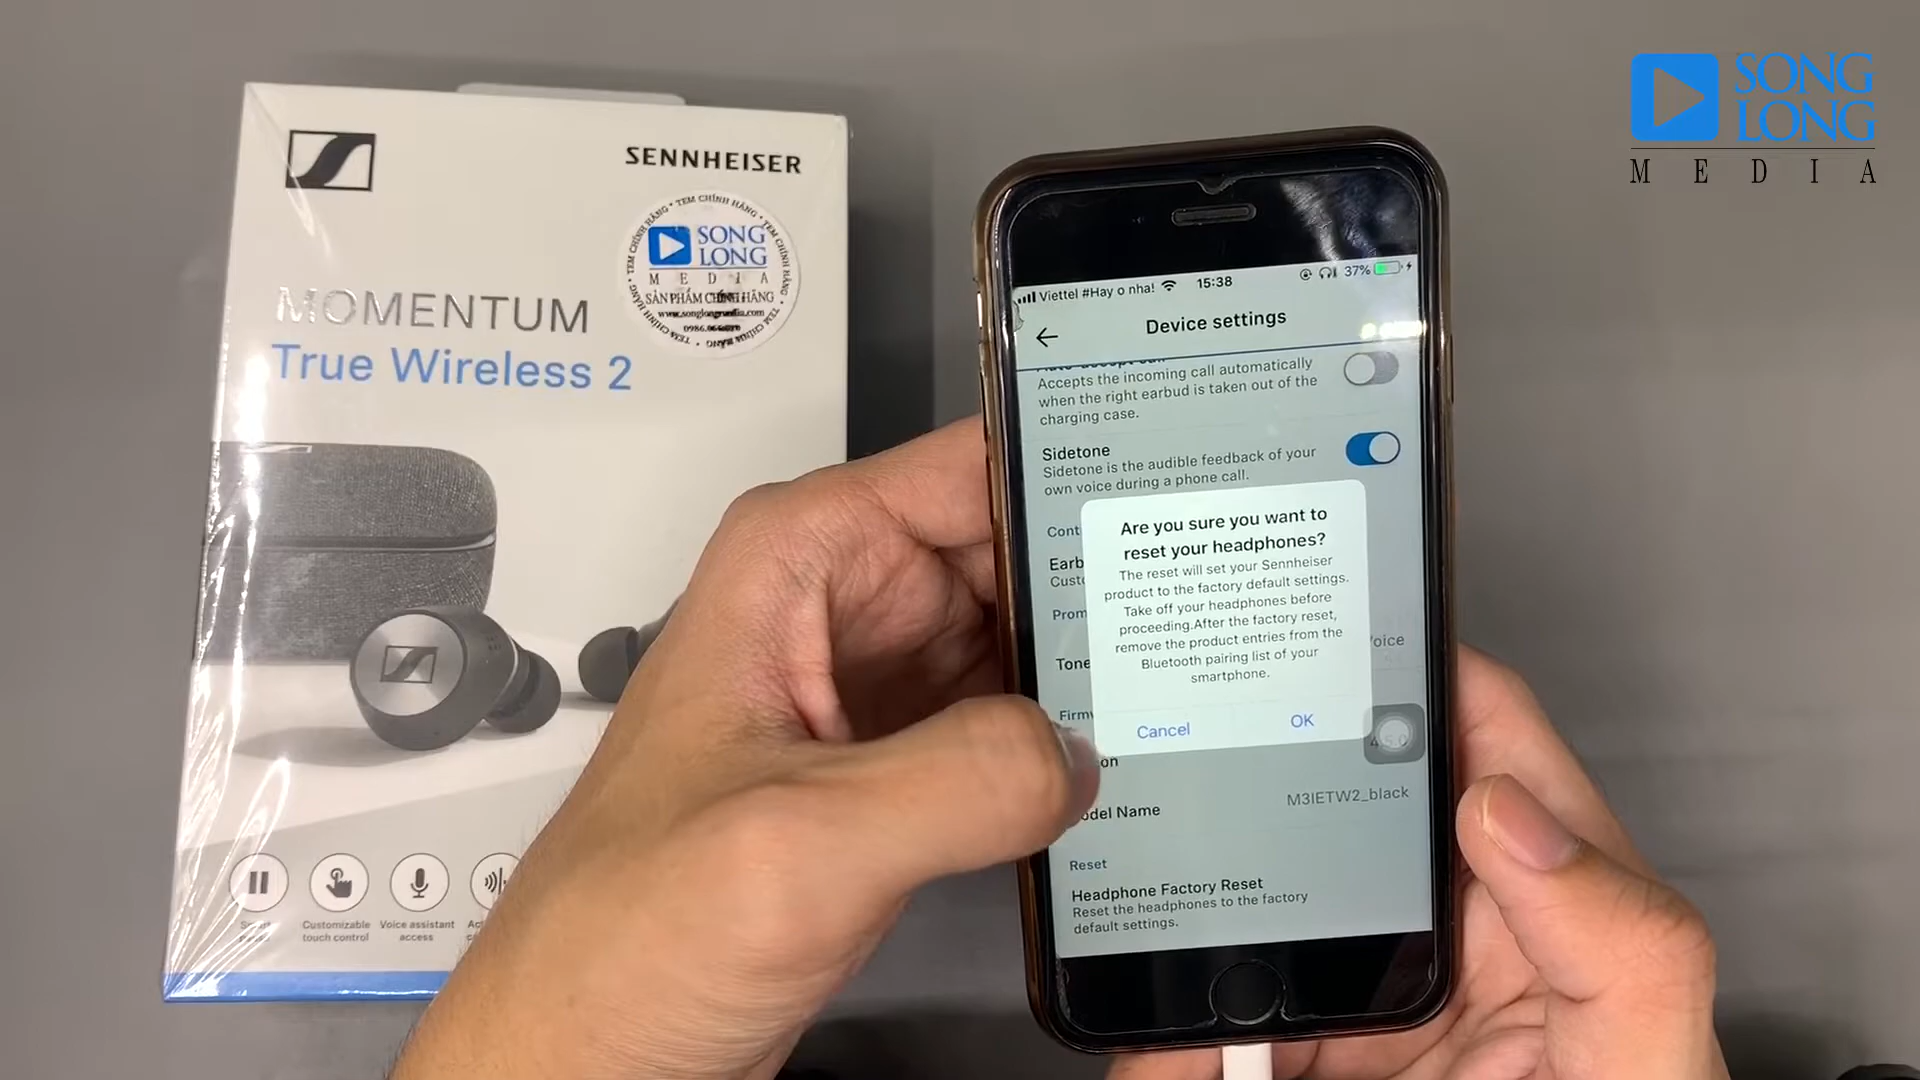 SONG
LONG
MEDIA
SENNHEISER
TEM CHÍNH HÃNG
SONG
LONG
MEDIA
SẢN PHẨM CHÍNH HÃNG
MOMENTUM
True Wireless 2
Customizable
touch control
Voice assistant
access
Viettel #Hay o nha!
15:38
37%
Device settings
Accepts the incoming call automatically
when the right earbud is taken out of the
charging case.
Sidetone
Sidetone is the audible feedback of your
own voice during a phone call.
Are you sure you want to
reset your headphones?
The reset will set your Sennheiser
product to the factory default settings.
Take off your headphones before
proceeding.After the factory reset,
remove the product entries from the
Bluetooth pairing list of your
smartphone.
Cancel
OK
4.5.0
Name
M3IETW2_black
Reset
Headphone Factory Reset
Reset the headphones to the factory
default settings.